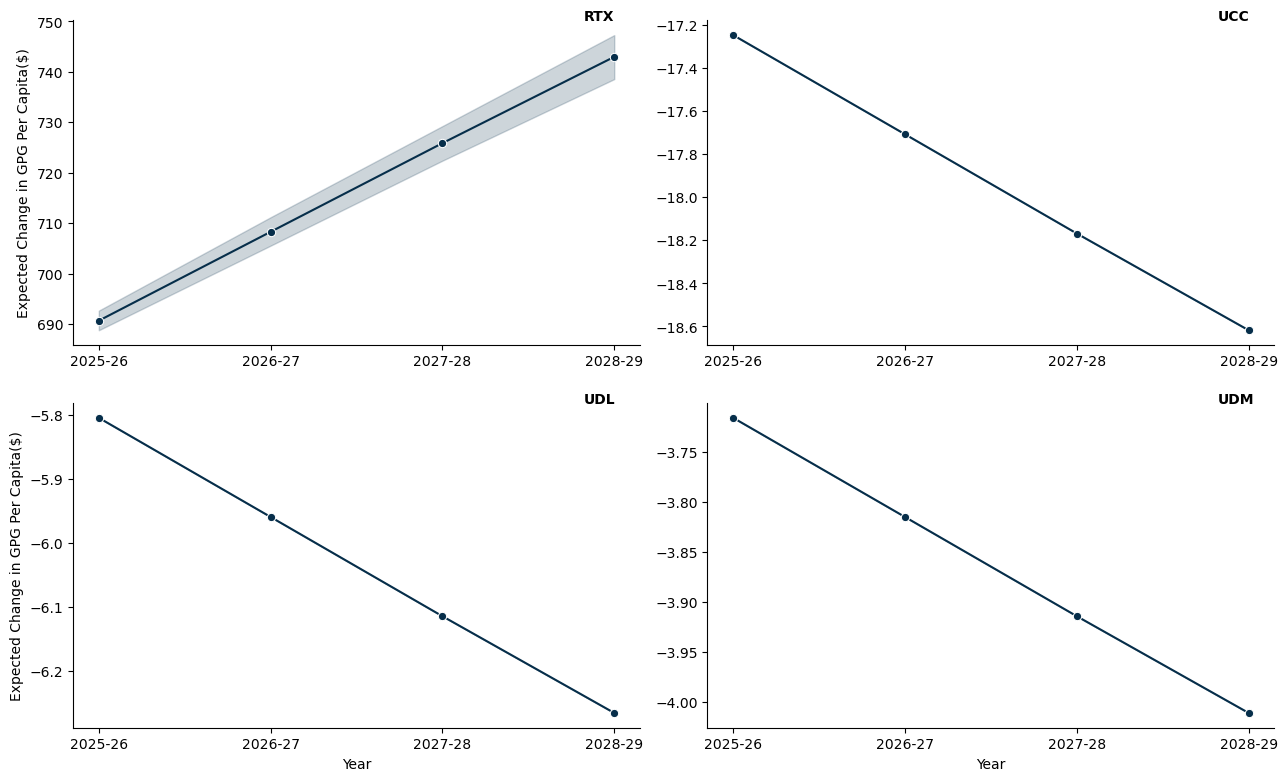 RTX
Expected Change in GPG Per Capita($)
750
740
730
720
710
700
690
2025-26 2026-27 2027-28 2028-29
UCC
−17.2
−17.4
−17.6
−17.8
−18.0
−18.2
−18.4
−18.6
2025-26 2026-27 2027-28 2028-29
UDL
Expected Change in GPG Per Capita($)
−5.8
−5.9
−6.0
−6.1
−6.2
2025-26 2026-27 2027-28 2028-29
Year
UDM
−3.75
−3.80
−3.85
−3.90
−3.95
−4.00
2025-26 2026-27 2027-28 2028-29
Year